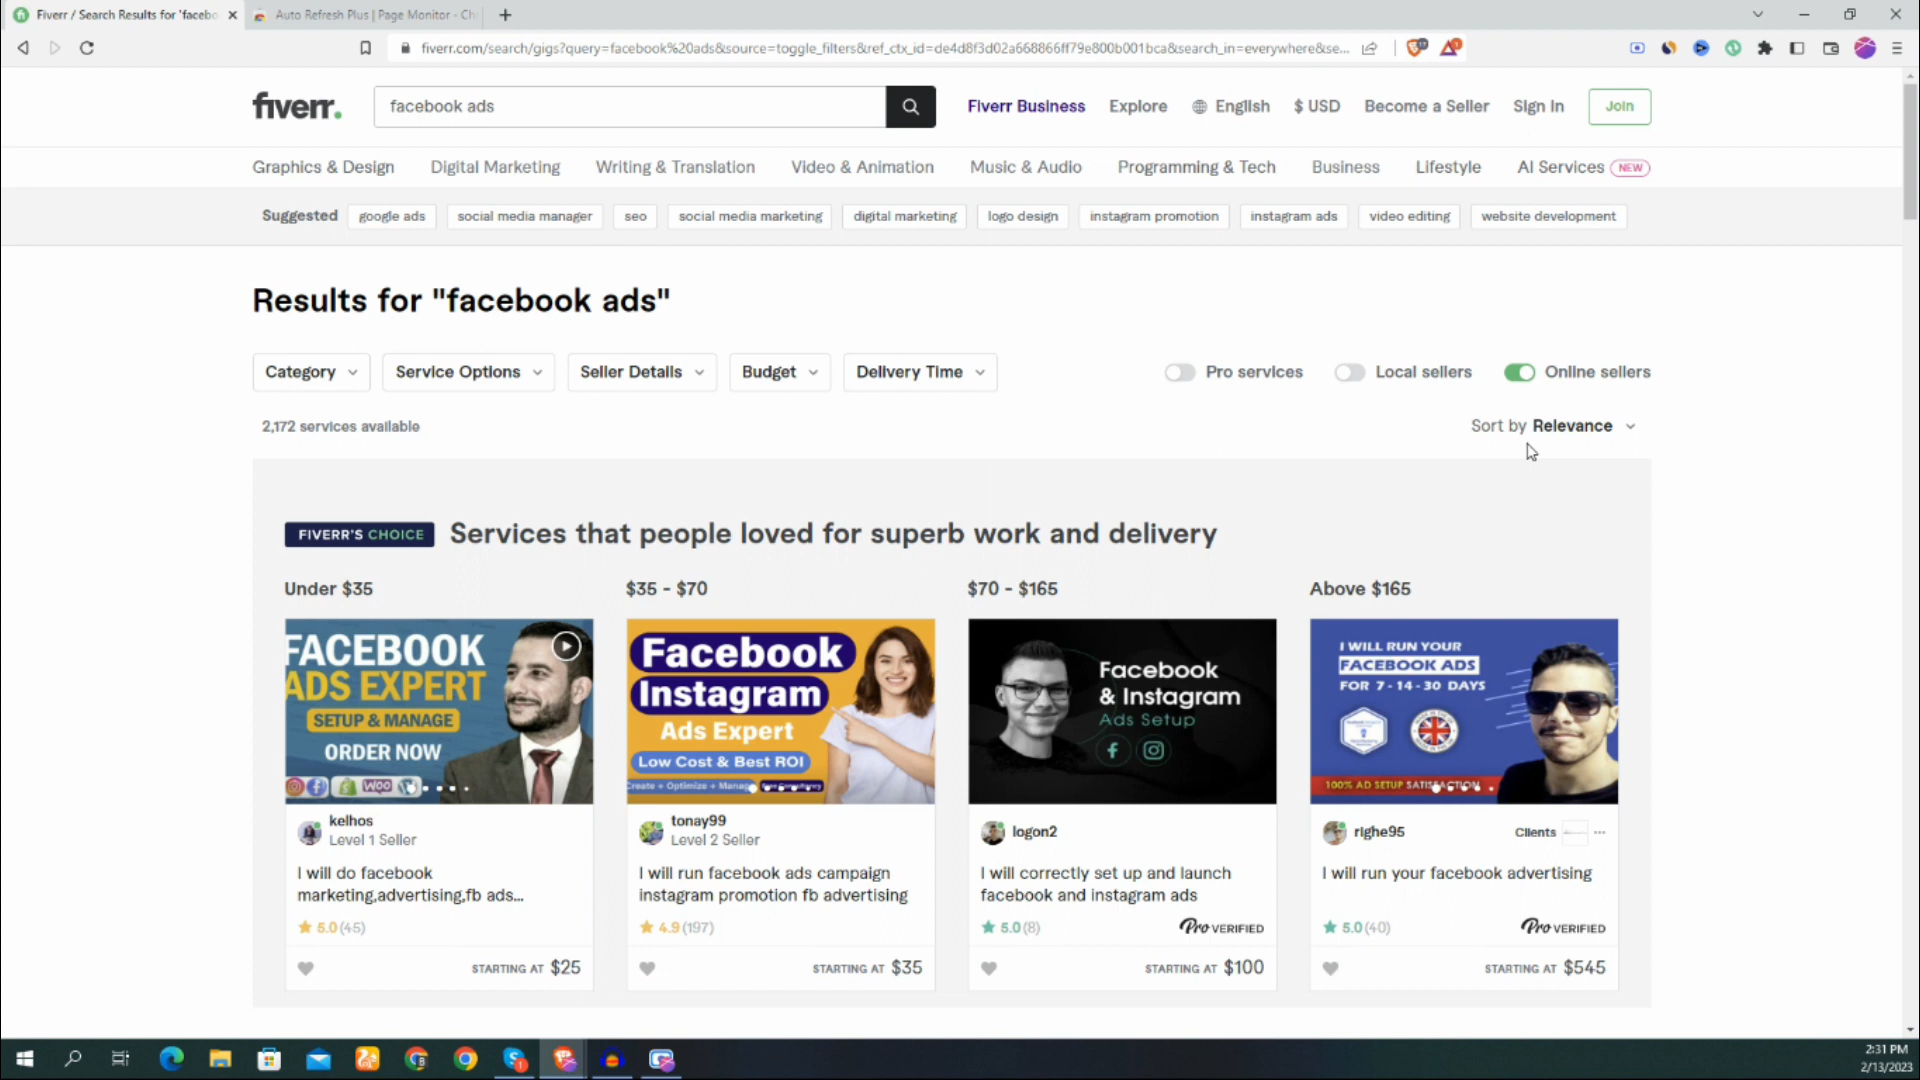 Fiverr / Search Results for 'facebo
Auto Refresh Plus | Page Monitor - Ch
fiverr.com/search/gigs?query=facebook%20ads&source=toggle_filters&ref_ctx_id=de4d8f3d02a668866ff79e800b001bca&search_in=everywhere&se...
fiverr.
facebook ads
Fiverr Business
Explore
English
$ USD
Become a Seller
Sign In
Join
Graphics & Design
Digital Marketing
Writing & Translation
Video & Animation
Music & Audio
Programming & Tech
Business
Lifestyle
AI Services NEW
Suggested
google ads
social media manager
seo
social media marketing
digital marketing
logo design
instagram promotion
instagram ads
video editing
website development
Results for "facebook ads"
Category
Service Options
Seller Details
Budget
Delivery Time
Pro services
Local sellers
Online sellers
2,172 services available
Sort by Relevance
FIVERR'S CHOICE
Services that people loved for superb work and delivery
Under $35
$35 - $70
$70 - $165
Above $165
FACEBOOK
ADS EXPERT
SETUP & MANAGE
ORDER NOW
WOO
Facebook
Instagram
Ads Expert
Low Cost & Best ROI
Create + Optimize + Manag
Facebook
& Instagram
Ads Setup
I WILL RUN YOUR
FACEBOOK ADS
FOR 7 - 14 - 30 DAYS
100% AD SETUP SATISFACTION
kelhos
Level 1 Seller
I will do facebook
marketing,advertising,fb ads...
5.0 (45)
STARTING AT $25
tonay99
Level 2 Seller
I will run facebook ads campaign
instagram promotion fb advertising
4.9 (197)
STARTING AT $35
logon2
I will correctly set up and launch
facebook and instagram ads
5.0 (8)
Pro VERIFIED
STARTING AT $100
righe95
Clients
I will run your facebook advertising
5.0 (40)
Pro VERIFIED
STARTING AT $545
2:31 PM
2/13/2023